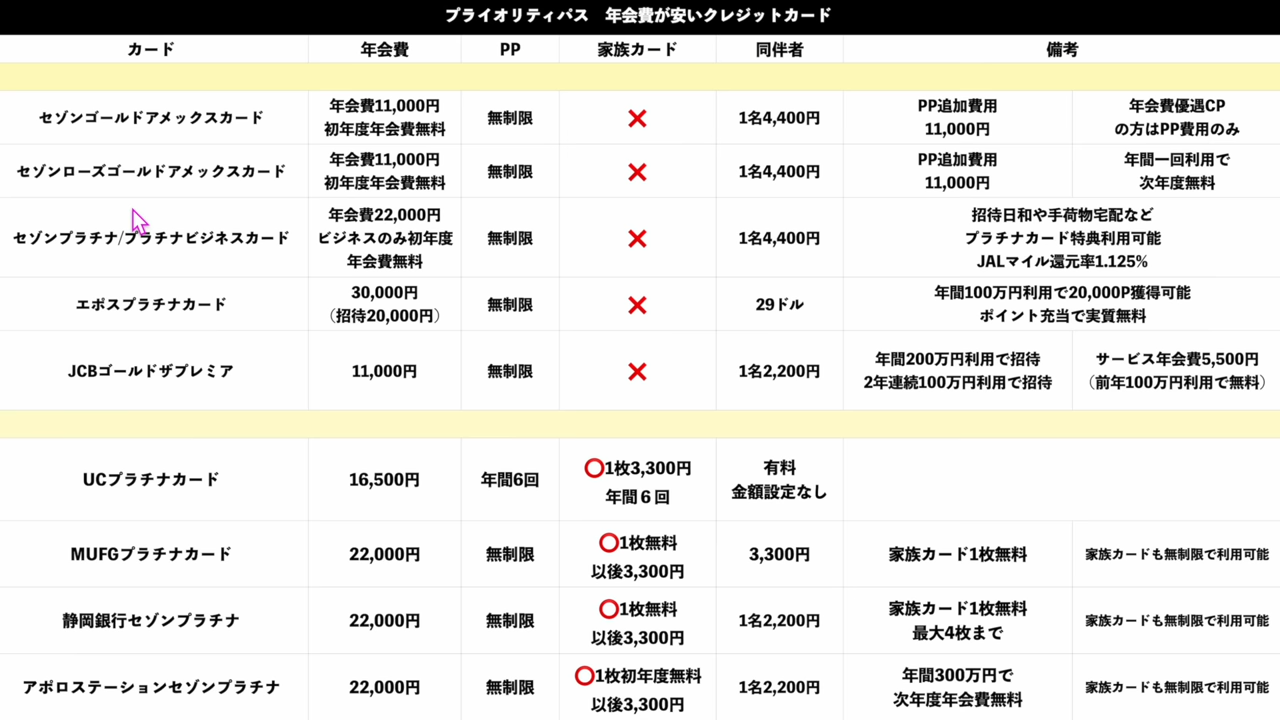 プライオリティパス 年会費が安いクレジットカード
カード 年会費 PP 家族カード 同伴者 備考
セゾンゴールドアメックスカード
年会費11,000円
初年度年会費無料
無制限
❌
1名4,400円
PP追加費用
11,000円
年会費優遇CP
の方はPP費用のみ
セゾンローズゴールドアメックスカード
年会費11,000円
初年度年会費無料
無制限
❌
1名4,400円
PP追加費用
11,000円
年間一回利用で
次年度無料
セゾンプラチナ/プラチナビジネスカード
年会費22,000円
ビジネスのみ初年度
年会費無料
無制限
❌
1名4,400円
招待日和や手荷物宅配など
プラチナカード特典利用可能
JALマイル還元率1.125%
エポスプラチナカード
30,000円
（招待20,000円）
無制限
❌
29ドル
年間100万円利用で20,000P獲得可能
ポイント充当で実質無料
JCBゴールドザプレミア
11,000円
無制限
❌
1名2,200円
年間200万円利用で招待
2年連続100万円利用で招待
サービス年会費5,500円
（前年100万円利用で無料）
UCプラチナカード
16,500円
年間6回
⭕1枚3,300円
年間６回
有料
金額設定なし
MUFGプラチナカード
22,000円
無制限
⭕1枚無料
以後3,300円
3,300円
家族カード1枚無料
家族カードも無制限で利用可能
静岡銀行セゾンプラチナ
22,000円
無制限
⭕1枚無料
以後3,300円
1名2,200円
家族カード1枚無料
最大4枚まで
家族カードも無制限で利用可能
アポロステーションセゾンプラチナ
22,000円
無制限
⭕1枚初年度無料
以後3,300円
1名2,200円
年間300万円で
次年度年会費無料
家族カードも無制限で利用可能